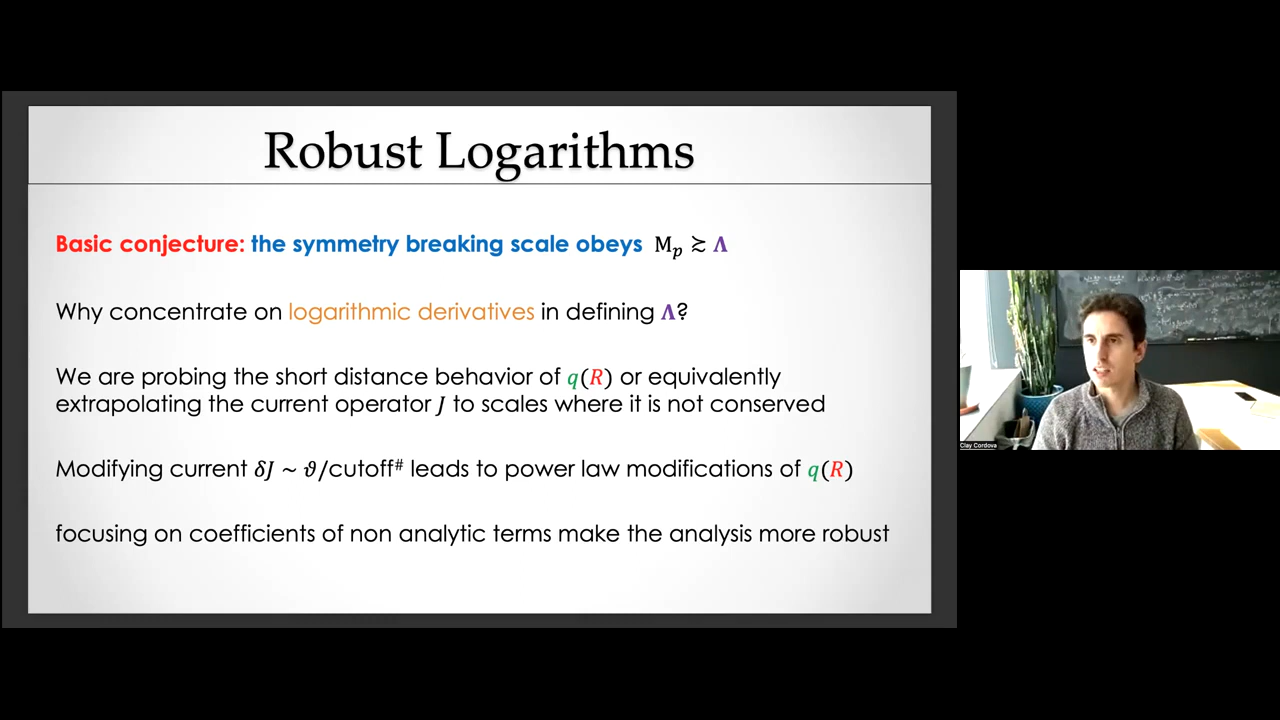 Robust Logarithms
Basic conjecture: the symmetry breaking scale obeys M_p ≳ Λ
Why concentrate on logarithmic derivatives in defining Λ?
We are probing the short distance behavior of q(R) or equivalently
extrapolating the current operator J to scales where it is not conserved
Modifying current δJ ~ ϑ/cutoff^# leads to power law modifications of q(R)
focusing on coefficients of non analytic terms make the analysis more robust
Clay Cordova